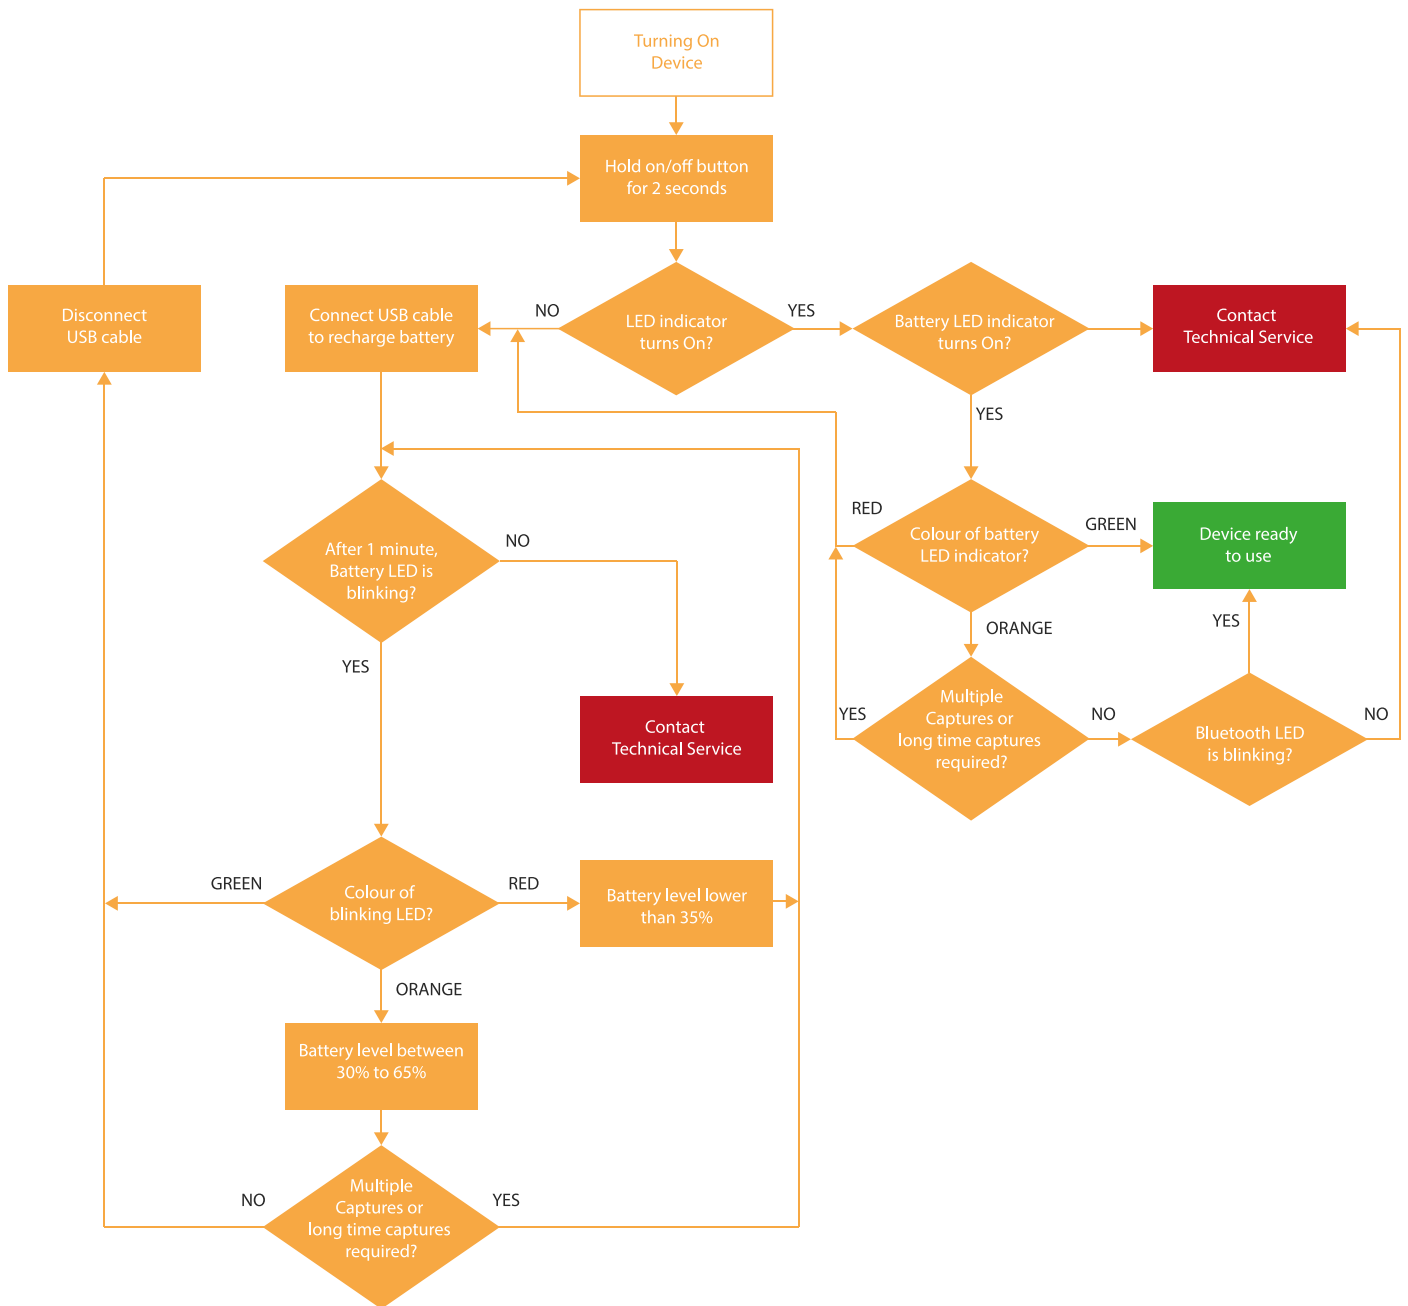 Turning On
Device
Hold on/off button
for 2 seconds
Disconnect
USB cable
Connect USB cable
to recharge battery
NO
LED indicator
turns On?
YES
Battery LED indicator
turns On?
Contact
Technical Service
YES
RED
Colour of battery
LED indicator?
GREEN
Device ready
to use
After 1 minute,
Battery LED is
blinking?
NO
ORANGE
YES
YES
Multiple
Captures or
long time captures
required?
YES
NO
Bluetooth LED
is blinking?
NO
Contact
Technical Service
GREEN
Colour of
blinking LED?
RED
Battery level lower
than 35%
ORANGE
Battery level between
30% to 65%
NO
Multiple
Captures or
long time captures
required?
YES